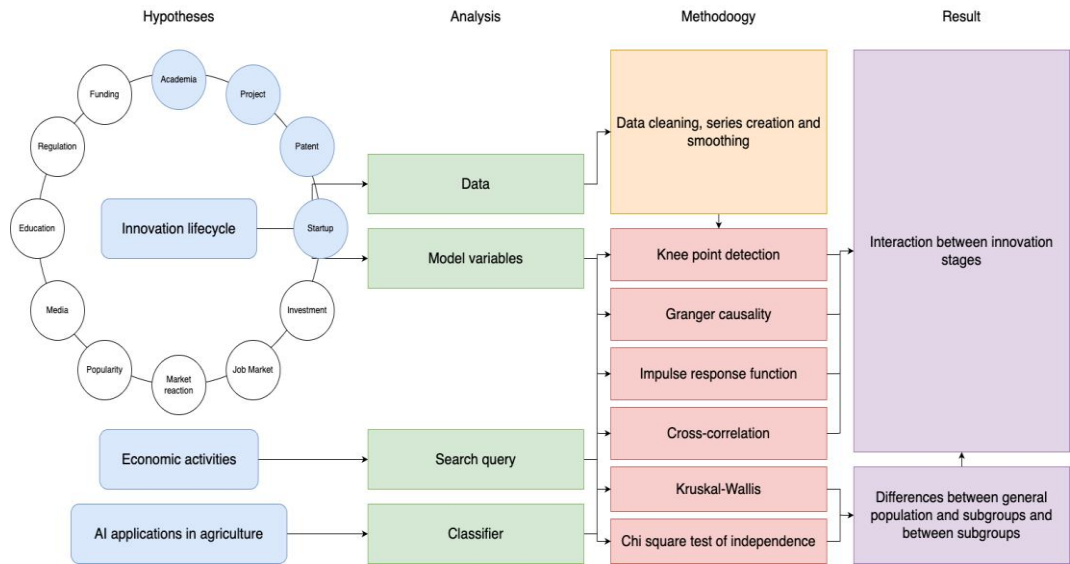 Hypotheses
Analysis
Methodoogy
Result
Academia
Project
Patent
Startup
Investment
Job Market
Market
reaction
Popularity
Media
Education
Regulation
Funding
Innovation lifecycle
Economic activities
AI applications in agriculture
Data
Model variables
Search query
Classifier
Data cleaning, series creation and
smoothing
Knee point detection
Granger causality
Impulse response function
Cross-correlation
Kruskal-Wallis
Chi square test of independence
Interaction between innovation
stages
Differences between general
population and subgroups and
between subgroups